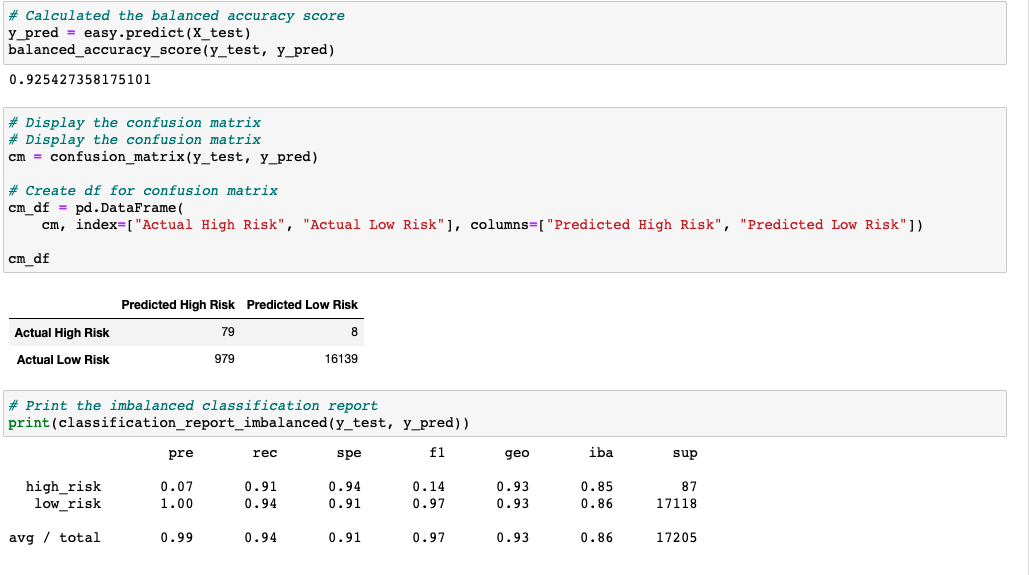 # Calculated the balanced accuracy score
y_pred = easy.predict(X_test)
balanced_accuracy_score(y_test, y_pred)
0.925427358175101
# Display the confusion matrix
# Display the confusion matrix
cm = confusion_matrix(y_test, y_pred)
# Create df for confusion matrix
cm_df = pd.DataFrame(
cm, index=["Actual High Risk", "Actual Low Risk"], columns=["Predicted High Risk", "Predicted Low Risk"])
cm_df
Predicted High Risk Predicted Low Risk
Actual High Risk 79 8
Actual Low Risk 979 16139
# Print the imbalanced classification report
print(classification_report_imbalanced(y_test, y_pred))
pre rec spe f1 geo iba sup
high_risk 0.07 0.91 0.94 0.14 0.93 0.85 87
low_risk 1.00 0.94 0.91 0.97 0.93 0.86 17118
avg / total 0.99 0.94 0.91 0.97 0.93 0.86 17205